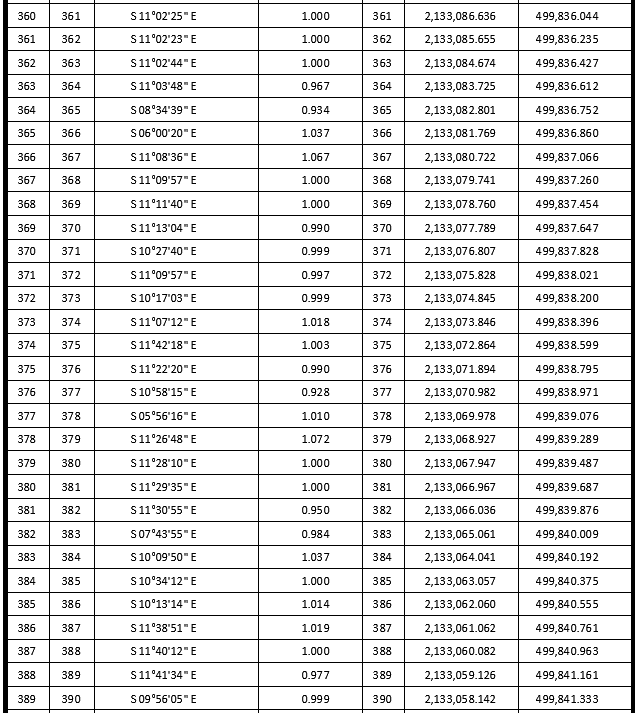 360 361 S 11°02'25" E 1.000 361 2,133,086.636 499,836.044
361 362 S 11°02'23" E 1.000 362 2,133,085.655 499,836.235
362 363 S 11°02'44" E 1.000 363 2,133,084.674 499,836.427
363 364 S 11°03'48" E 0.967 364 2,133,083.725 499,836.612
364 365 S 08°34'39" E 0.934 365 2,133,082.801 499,836.752
365 366 S 06°00'20" E 1.037 366 2,133,081.769 499,836.860
366 367 S 11°08'36" E 1.067 367 2,133,080.722 499,837.066
367 368 S 11°09'57" E 1.000 368 2,133,079.741 499,837.260
368 369 S 11°11'40" E 1.000 369 2,133,078.760 499,837.454
369 370 S 11°13'04" E 0.990 370 2,133,077.789 499,837.647
370 371 S 10°27'40" E 0.999 371 2,133,076.807 499,837.828
371 372 S 11°09'57" E 0.997 372 2,133,075.828 499,838.021
372 373 S 10°17'03" E 0.999 373 2,133,074.845 499,838.200
373 374 S 11°07'12" E 1.018 374 2,133,073.846 499,838.396
374 375 S 11°42'18" E 1.003 375 2,133,072.864 499,838.599
375 376 S 11°22'20" E 0.990 376 2,133,071.894 499,838.795
376 377 S 10°58'15" E 0.928 377 2,133,070.982 499,838.971
377 378 S 05°56'16" E 1.010 378 2,133,069.978 499,839.076
378 379 S 11°26'48" E 1.072 379 2,133,068.927 499,839.289
379 380 S 11°28'10" E 1.000 380 2,133,067.947 499,839.487
380 381 S 11°29'35" E 1.000 381 2,133,066.967 499,839.687
381 382 S 11°30'55" E 0.950 382 2,133,066.036 499,839.876
382 383 S 07°43'55" E 0.984 383 2,133,065.061 499,840.009
383 384 S 10°09'50" E 1.037 384 2,133,064.041 499,840.192
384 385 S 10°34'12" E 1.000 385 2,133,063.057 499,840.375
385 386 S 10°13'14" E 1.014 386 2,133,062.060 499,840.555
386 387 S 11°38'51" E 1.019 387 2,133,061.062 499,840.761
387 388 S 11°40'12" E 1.000 388 2,133,060.082 499,840.963
388 389 S 11°41'34" E 0.977 389 2,133,059.126 499,841.161
389 390 S 09°56'05" E 0.999 390 2,133,058.142 499,841.333